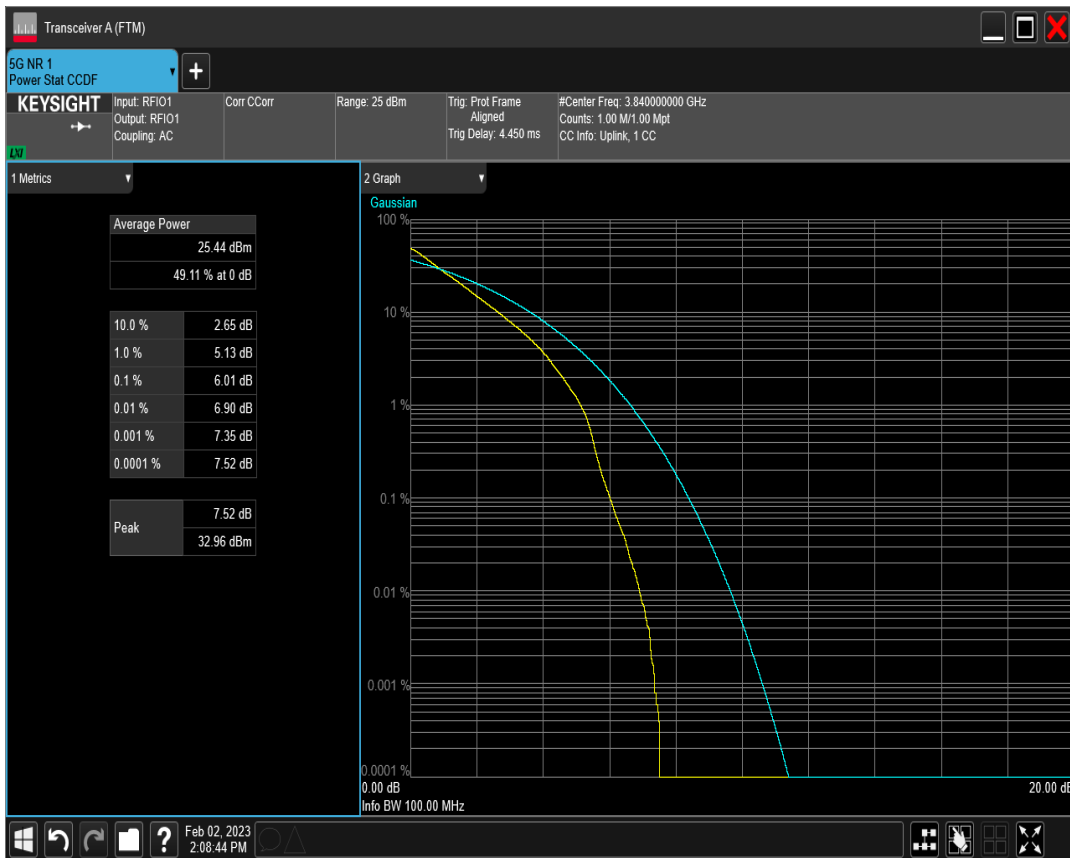 Transceiver A (FTM)
5G NR 1
Power Stat CCDF
+
KEYSIGHT
LXI
Input: RFIO1
Output: RFIO1
Coupling: AC
Corr CCorr
Range: 25 dBm
Trig: Prot Frame
Aligned
Trig Delay: 4.450 ms
#Center Freq: 3.840000000 GHz
Counts: 1.00 M/1.00 Mpt
CC Info: Uplink, 1 CC
1 Metrics
Average Power
25.44 dBm
49.11 % at 0 dB
10.0 % 2.65 dB
1.0 % 5.13 dB
0.1 % 6.01 dB
0.01 % 6.90 dB
0.001 % 7.35 dB
0.0001 % 7.52 dB
Peak 7.52 dB
32.96 dBm
2 Graph
Gaussian
100 %
10 %
1 %
0.1 %
0.01 %
0.001 %
0.0001 %
0.00 dB 20.00 dB
Info BW 100.00 MHz
?
Feb 02, 2023
2:08:44 PM